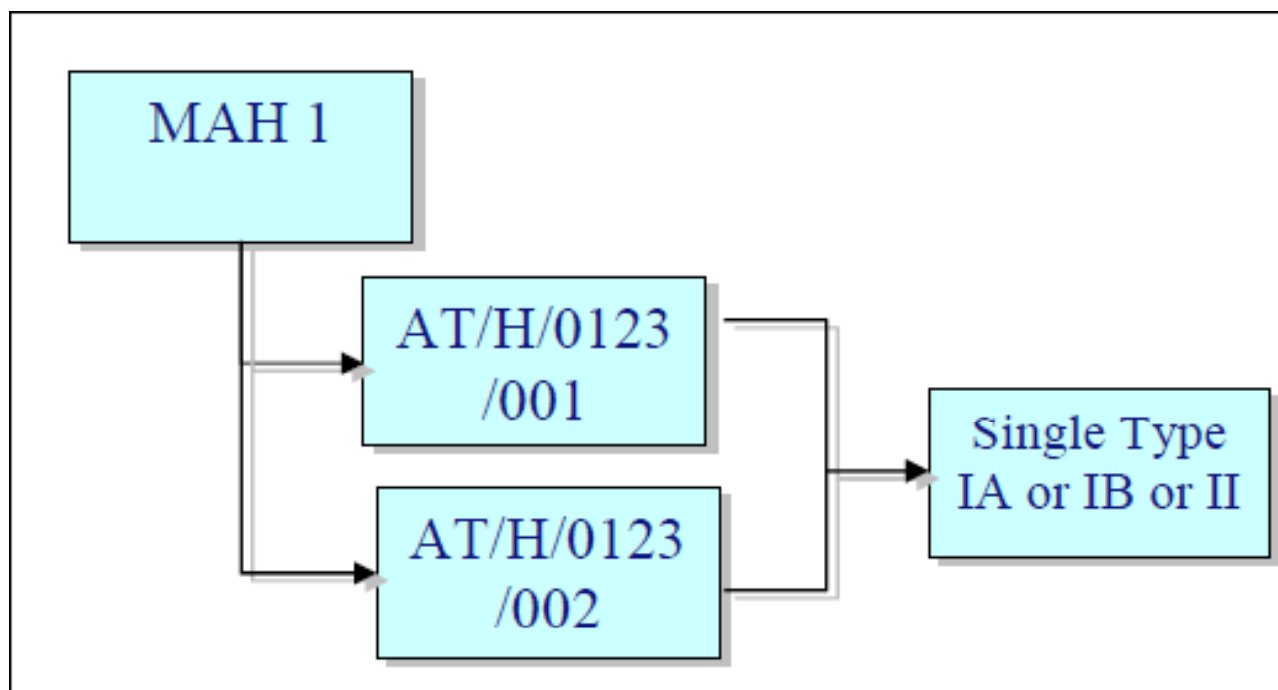 MAH 1
AT/H/0123
/001
AT/H/0123
/002
Single Type
IA or IB or II